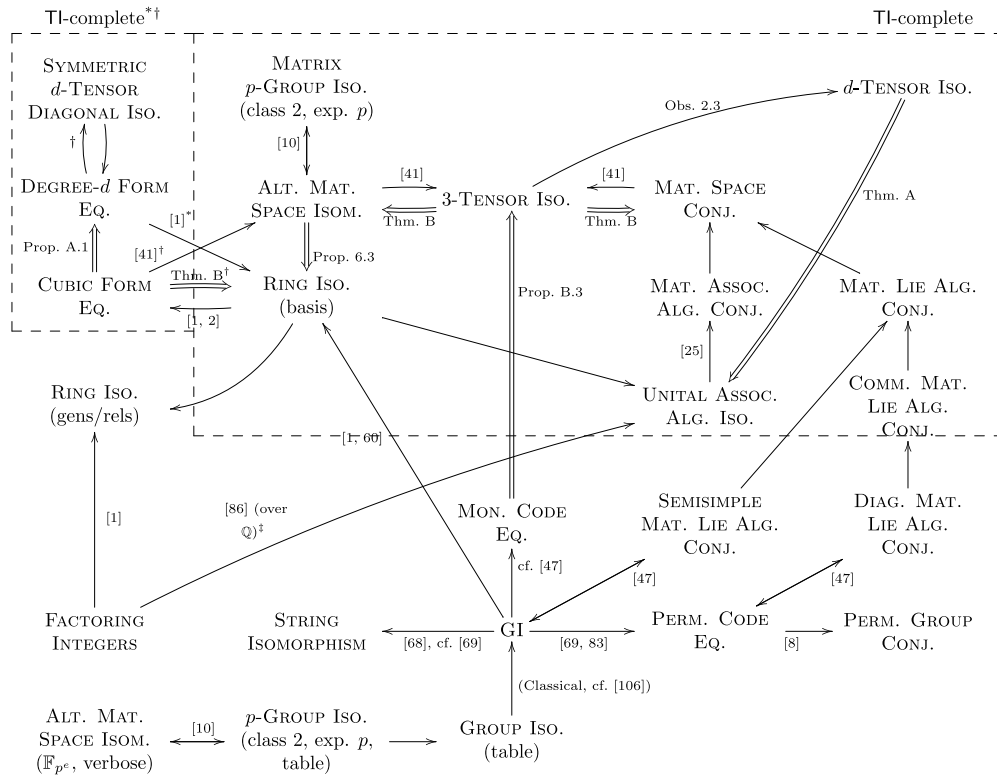 TI-complete*†
TI-complete
SYMMETRIC
d-TENSOR
DIAGONAL ISO.
MATRIX
p-GROUP ISO.
(class 2, exp. p)
d-TENSOR ISO.
Obs. 2.3
†
[10]
DEGREE-d FORM
EQ.
ALT. MAT.
SPACE ISOM.
[41]
Thm. B
3-TENSOR ISO.
[41]
Thm. B
MAT. SPACE
CONJ.
Thm. A
[1]*
Prop. A.1
[41]†
Prop. 6.3
CUBIC FORM
EQ.
Thm. B†
[1, 2]
RING ISO.
(basis)
Prop. B.3
MAT. ASSOC.
ALG. CONJ.
MAT. LIE ALG.
CONJ.
[25]
RING ISO.
(gens/rels)
UNITAL ASSOC.
ALG. ISO.
COMM. MAT.
LIE ALG.
CONJ.
[1, 60]
[1]
[86] (over
ℚ)‡
MON. CODE
EQ.
SEMISIMPLE
MAT. LIE ALG.
CONJ.
DIAG. MAT.
LIE ALG.
CONJ.
cf. [47]
[47]
[47]
FACTORING
INTEGERS
STRING
ISOMORPHISM
[68], cf. [69]
GI
[69, 83]
PERM. CODE
EQ.
[8]
PERM. GROUP
CONJ.
(Classical, cf. [106])
ALT. MAT.
SPACE ISOM.
(𝔽pᵉ, verbose)
[10]
p-GROUP ISO.
(class 2, exp. p,
table)
GROUP ISO.
(table)